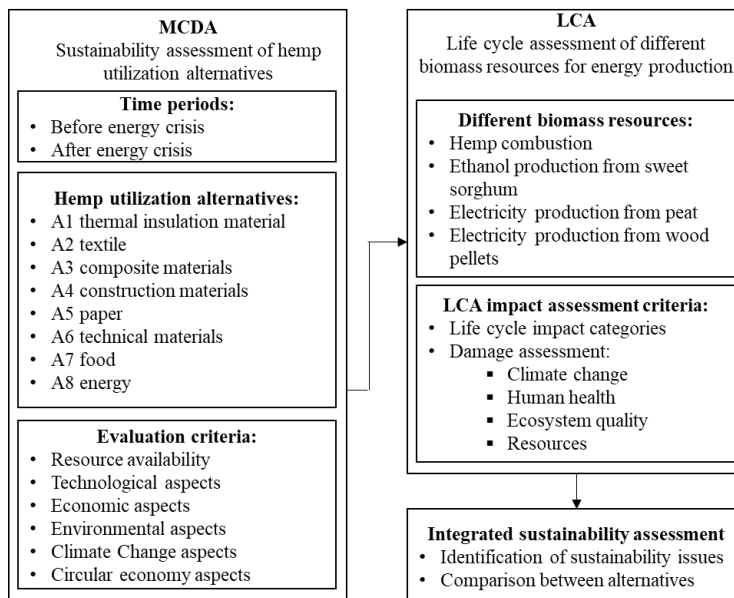 MCDA
Sustainability assessment of hemp
utilization alternatives
Time periods:
• Before energy crisis
• After energy crisis
Hemp utilization alternatives:
• A1 thermal insulation material
• A2 textile
• A3 composite materials
• A4 construction materials
• A5 paper
• A6 technical materials
• A7 food
• A8 energy
Evaluation criteria:
• Resource availability
• Technological aspects
• Economic aspects
• Environmental aspects
• Climate Change aspects
• Circular economy aspects
LCA
Life cycle assessment of different
biomass resources for energy production
Different biomass resources:
• Hemp combustion
• Ethanol production from sweet
sorghum
• Electricity production from peat
• Electricity production from wood
pellets
LCA impact assessment criteria:
• Life cycle impact categories
• Damage assessment:
▪ Climate change
▪ Human health
▪ Ecosystem quality
▪ Resources
Integrated sustainability assessment
• Identification of sustainability issues
• Comparison between alternatives